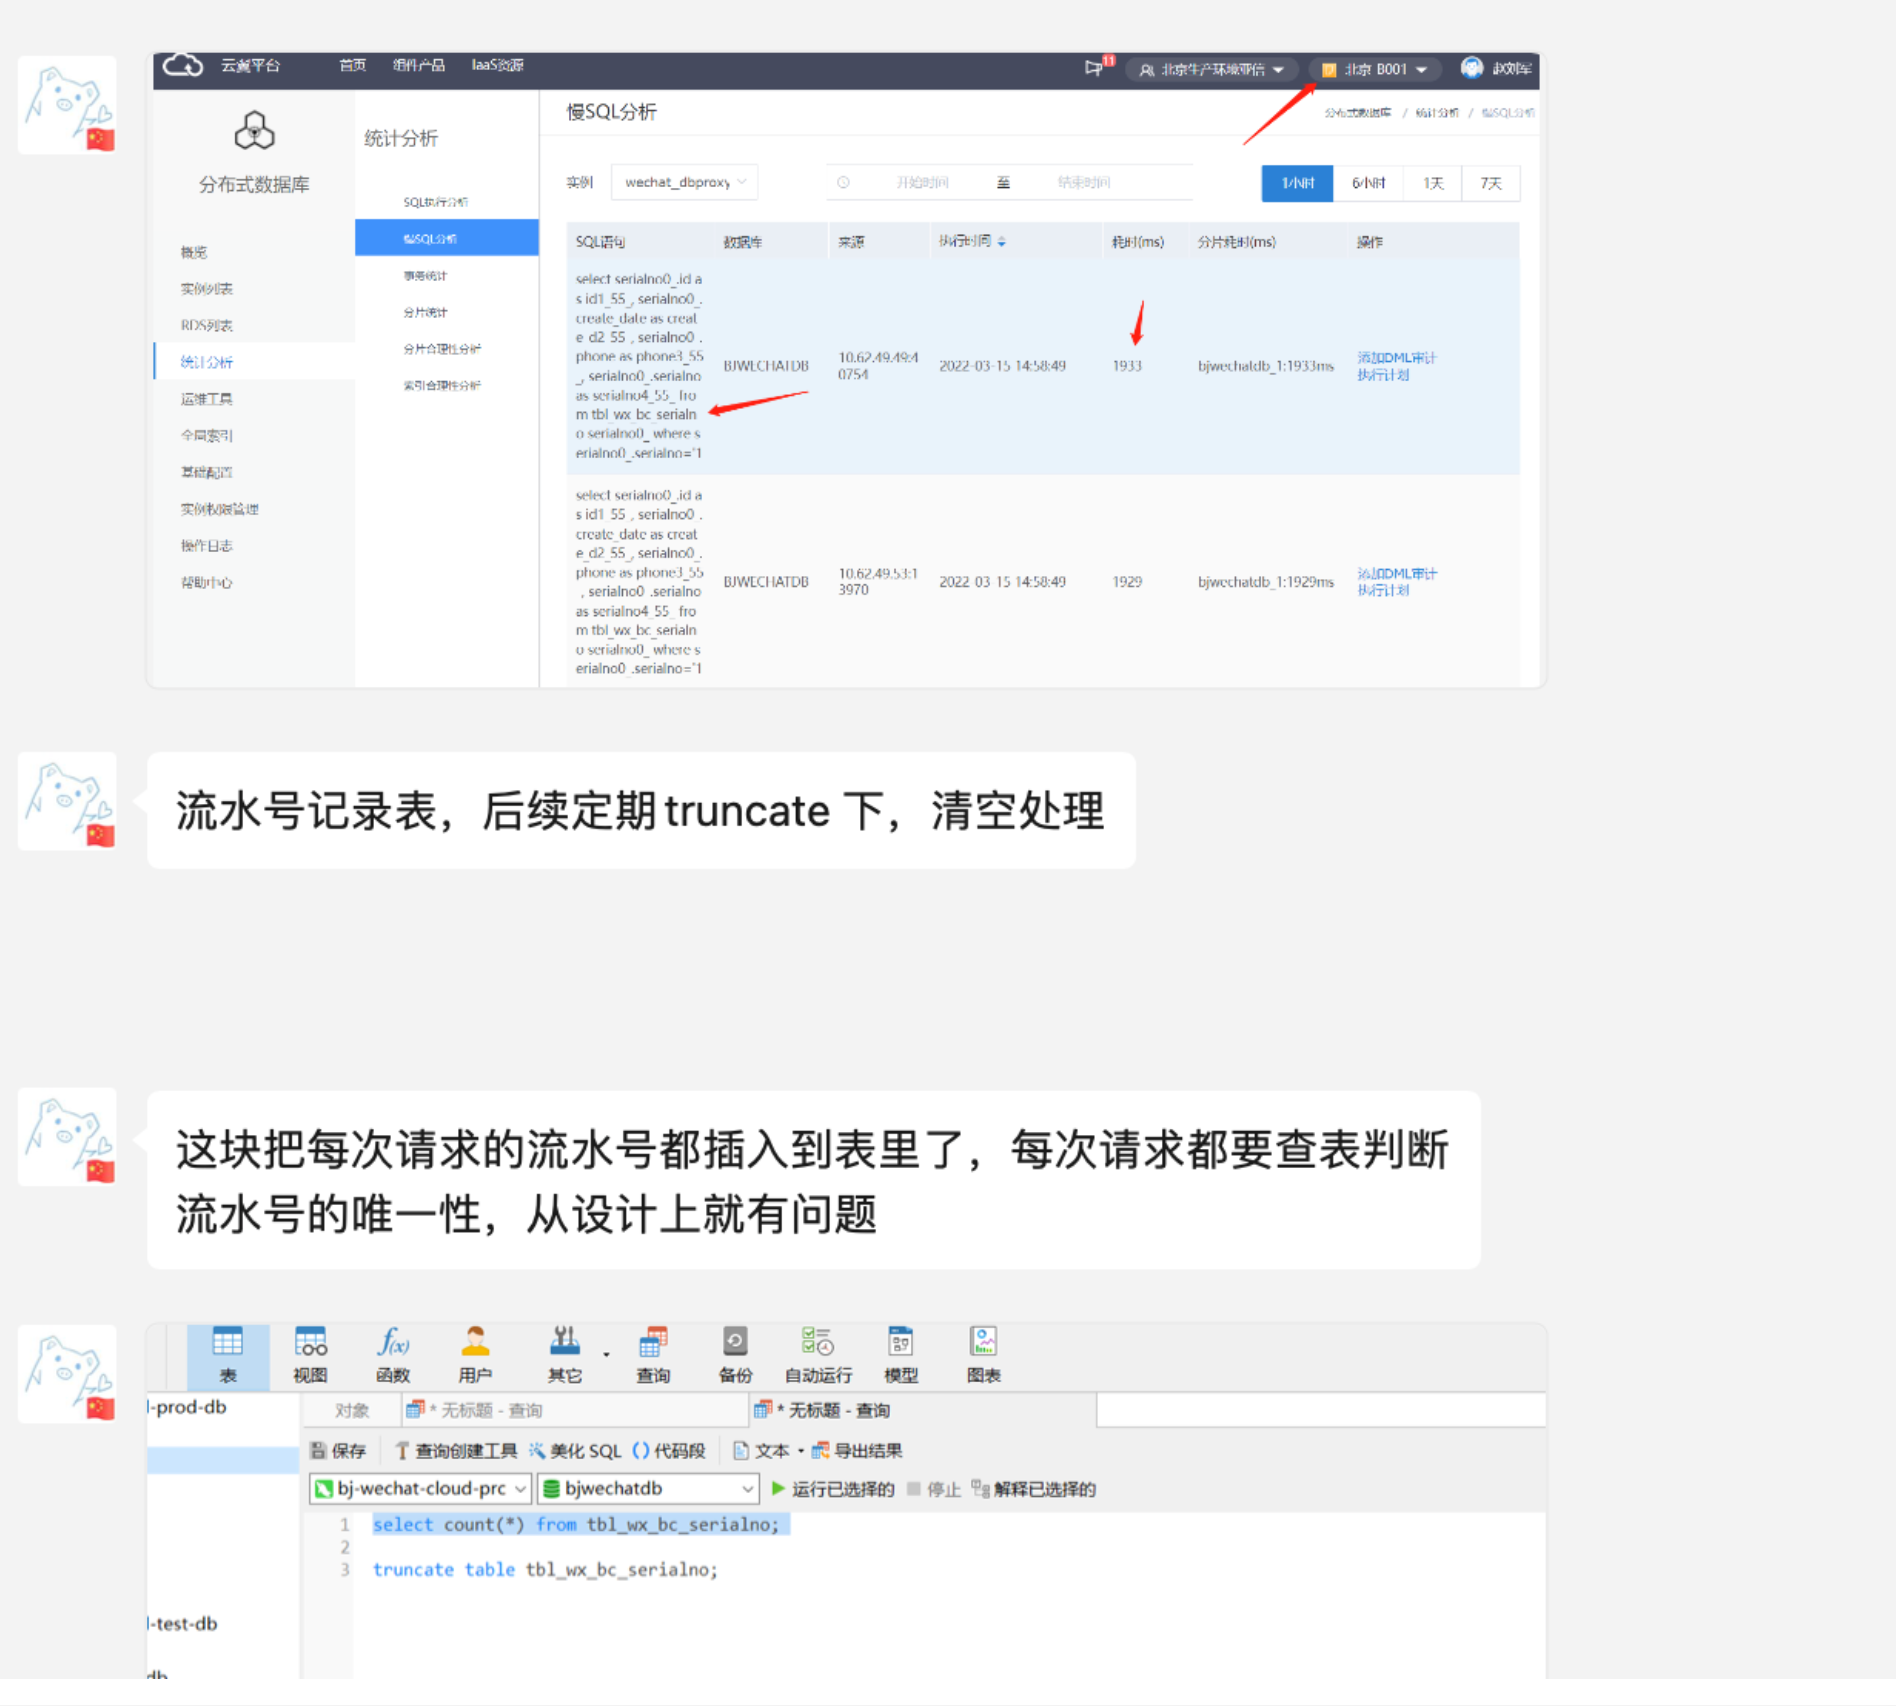 云翼平台 首页 组件产品 IaaS资源 11 北京生产环境亚信 北京 B001
分布式数据库
概览
实例列表
RDS列表
统计分析
运维工具
全局索引
基础配置
实例权限管理
操作日志
帮助中心
统计分析
SQL执行分析
慢SQL分析
事务统计
分片统计
分片合理性分析
索引合理性分析
慢SQL分析
分布式数据库 / 统计分析 / 慢SQL分析
实例 wechat_dbproxy 开始时间 至 结束时间 1小时 6小时 1天 7天
SQL语句 数据库 来源 执行时间 耗时(ms) 分片耗时(ms) 操作
select serialno0_.id a
s id1_55_, serialno0_.
create_date as creat
e_d2_55_, serialno0_.
phone as phone3_55
_, serialno0_.serialno
as serialno4_55_ fro
m tbl_wx_bc_serialn
o serialno0_ where s
erialno0_.serialno='1
BJWECHATDB
10.62.49.49:4
0754
2022-03-15 14:58:49
1933
bjwechatdb_1:1933ms
添加DML审计
执行计划
select serialno0_.id a
s id1_55_, serialno0_.
create_date as creat
e_d2_55_, serialno0_.
phone as phone3_55
_, serialno0_.serialno
as serialno4_55_ fro
m tbl_wx_bc_serialn
o serialno0_ where s
erialno0_.serialno='1
BJWECHATDB
10.62.49.53:1
3970
2022-03-15 14:58:49
1929
bjwechatdb_1:1929ms
添加DML审计
执行计划
流水号记录表，后续定期truncate 下，清空处理
这块把每次请求的流水号都插入到表里了，每次请求都要查表判断
流水号的唯一性，从设计上就有问题
表 视图 函数 用户 其它 查询 备份 自动运行 模型 图表
-prod-db
-test-db
对象 * 无标题 - 查询 * 无标题 - 查询
保存 查询创建工具 美化 SQL () 代码段 文本 导出结果
bj-wechat-cloud-prc bjwechatdb 运行已选择的 停止 解释已选择的
1 select count(*) from tbl_wx_bc_serialno;
2
3 truncate table tbl_wx_bc_serialno;